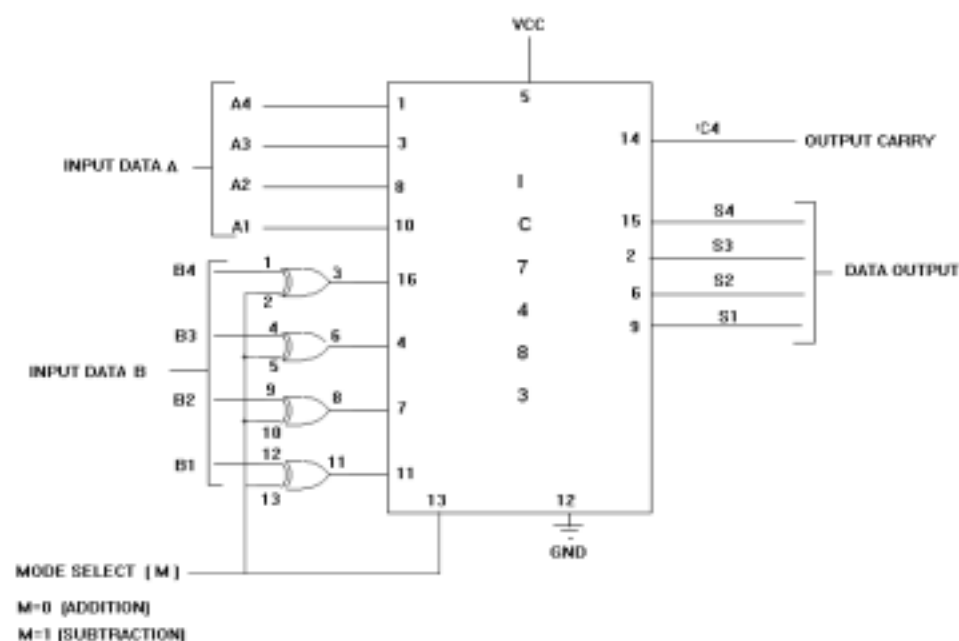 VCC
5
A4 1
14 C4 OUTPUT CARRY
A3 3
INPUT DATA A
A2 8
I
A1 10
C
15 S4
B4 1 3 16
2
7
2 S3
DATA OUTPUT
6 S2
4
B3 4 6 4
5
9 S1
8
INPUT DATA B
B2 9 8 7
10
3
B1 12 11 11
13
13
12
GND
MODE SELECT ( M )
M=0 (ADDITION)
M=1 (SUBTRACTION)